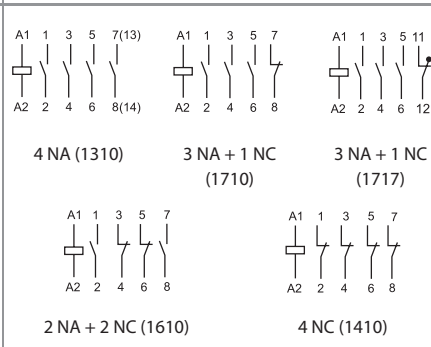 A1 1 3 5 7(13)
A2 2 4 6 8(14)
4 NA (1310)
A1 1 3 5 7
A2 2 4 6 8
3 NA + 1 NC
(1710)
A1 1 3 5 11
A2 2 4 6 12
3 NA + 1 NC
(1717)
A1 1 3 5 7
A2 2 4 6 8
2 NA + 2 NC (1610)
A1 1 3 5 7
A2 2 4 6 8
4 NC (1410)